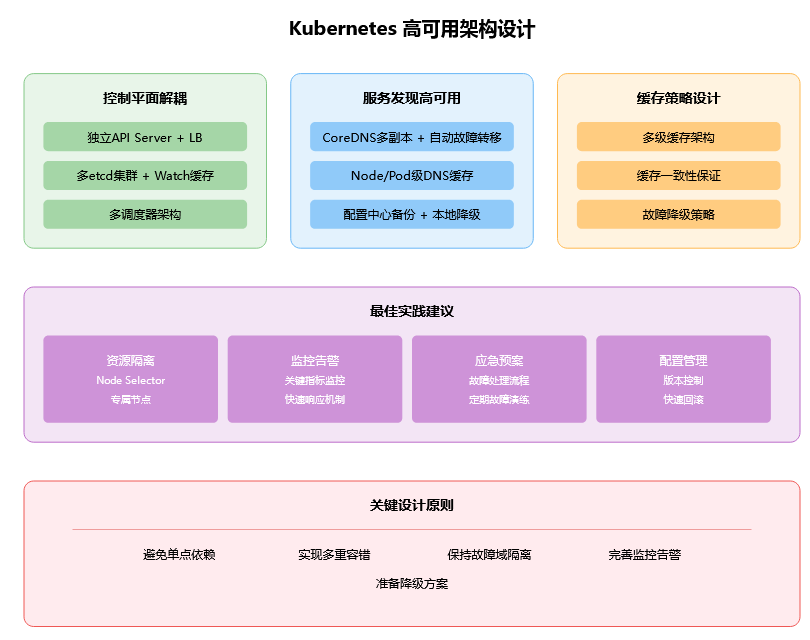 Kubernetes 高可用架构设计
控制平面解耦
独立API Server + LB
多etcd集群 + Watch缓存
多调度器架构
服务发现高可用
CoreDNS多副本 + 自动故障转移
Node/Pod级DNS缓存
配置中心备份 + 本地降级
缓存策略设计
多级缓存架构
缓存一致性保证
故障降级策略
最佳实践建议
资源隔离
Node Selector
专属节点
监控告警
关键指标监控
快速响应机制
应急预案
故障处理流程
定期故障演练
配置管理
版本控制
快速回滚
关键设计原则
避免单点依赖
实现多重容错
保持故障域隔离
完善监控告警
准备降级方案